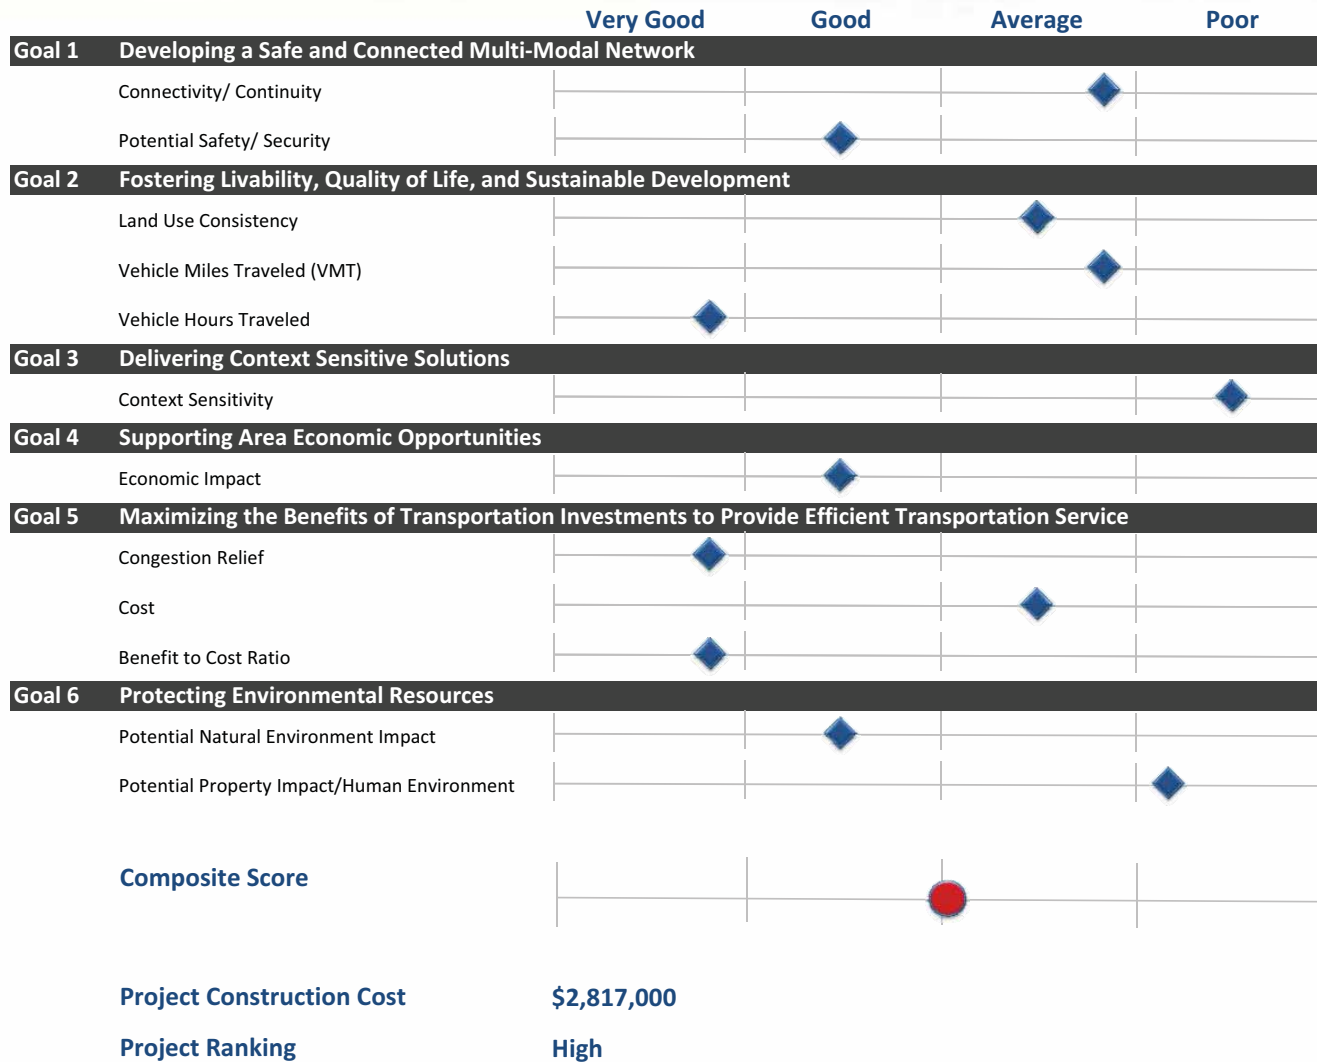 Very Good Good Average Poor
Goal 1 Developing a Safe and Connected Multi-Modal Network
Connectivity/ Continuity
Potential Safety/ Security
Goal 2 Fostering Livability, Quality of Life, and Sustainable Development
Land Use Consistency
Vehicle Miles Traveled (VMT)
Vehicle Hours Traveled
Goal 3 Delivering Context Sensitive Solutions
Context Sensitivity
Goal 4 Supporting Area Economic Opportunities
Economic Impact
Goal 5 Maximizing the Benefits of Transportation Investments to Provide Efficient Transportation Service
Congestion Relief
Cost
Benefit to Cost Ratio
Goal 6 Protecting Environmental Resources
Potential Natural Environment Impact
Potential Property Impact/Human Environment
Composite Score
Project Construction Cost $2,817,000
Project Ranking High